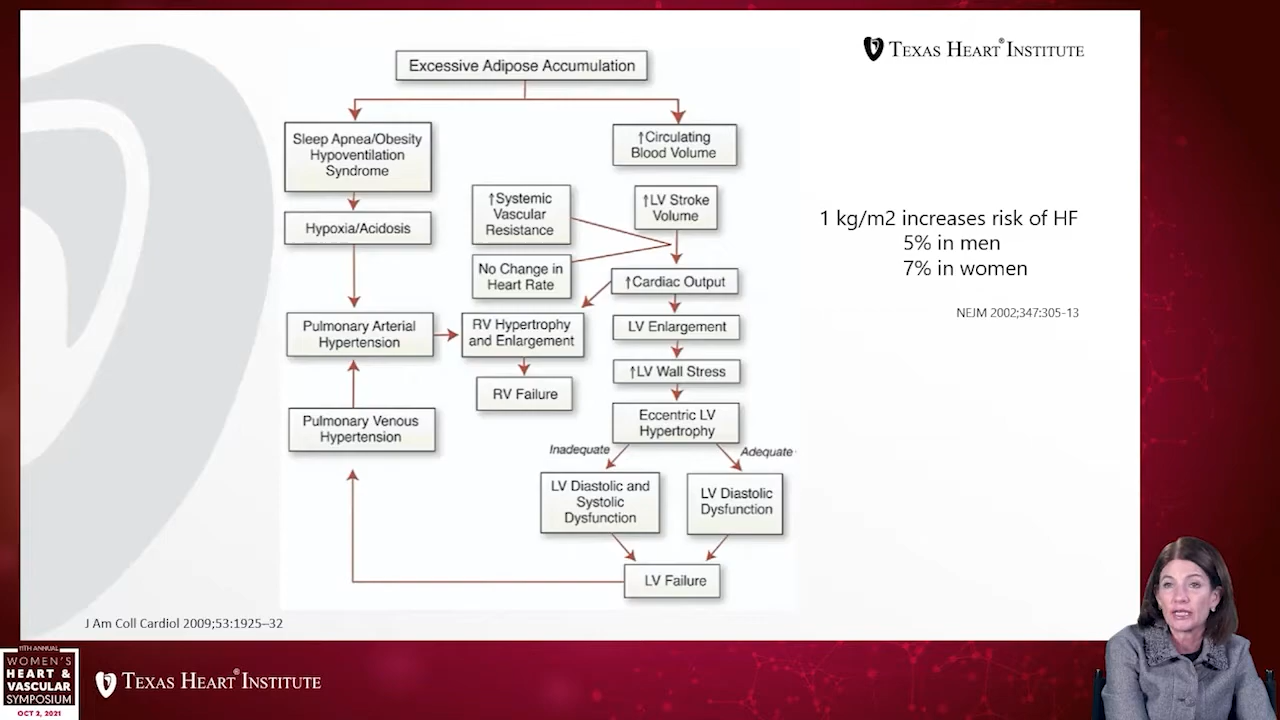 TEXAS HEART® INSTITUTE
Excessive Adipose Accumulation
Sleep Apnea/Obesity
Hypoventilation
Syndrome
↑Circulating
Blood Volume
Hypoxia/Acidosis
↑Systemic
Vascular
Resistance
↑LV Stroke
Volume
No Change in
Heart Rate
↑Cardiac Output
Pulmonary Arterial
Hypertension
RV Hypertrophy
and Enlargement
LV Enlargement
RV Failure
↑LV Wall Stress
Pulmonary Venous
Hypertension
Eccentric LV
Hypertrophy
Inadequate
Adequate
LV Diastolic and
Systolic
Dysfunction
LV Diastolic
Dysfunction
LV Failure
1 kg/m2 increases risk of HF
5% in men
7% in women
NEJM 2002;347:305-13
J Am Coll Cardiol 2009;53:1925–32
11TH ANNUAL
WOMEN'S
HEART &
VASCULAR
SYMPOSIUM
OCT 2, 2021
TEXAS HEART® INSTITUTE